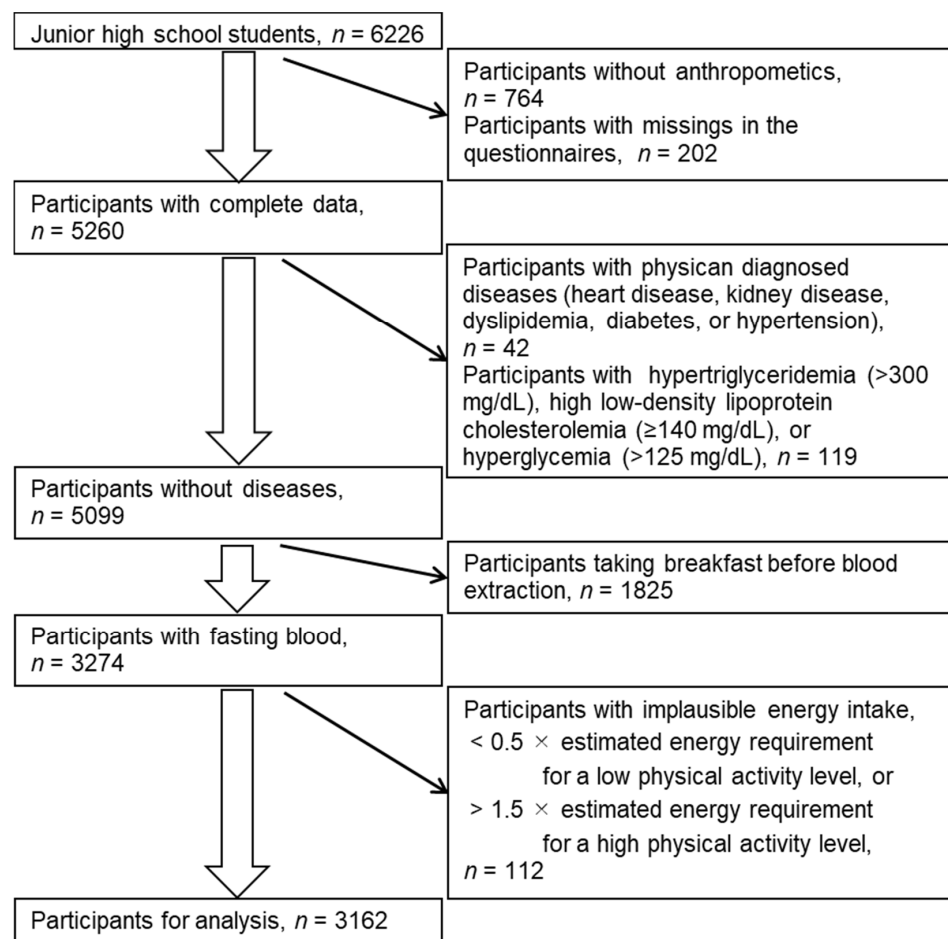 Junior high school students, n = 6226
Participants without anthropometics,
n = 764
Participants with missings in the
questionnaires, n = 202
Participants with complete data,
n = 5260
Participants with physican diagnosed
diseases (heart disease, kidney disease,
dyslipidemia, diabetes, or hypertension),
n = 42
Participants with hypertriglyceridemia (>300
mg/dL), high low-density lipoprotein
cholesterolemia (≥140 mg/dL), or
hyperglycemia (>125 mg/dL), n = 119
Participants without diseases,
n = 5099
Participants taking breakfast before blood
extraction, n = 1825
Participants with fasting blood,
n = 3274
Participants with implausible energy intake,
< 0.5 × estimated energy requirement
for a low physical activity level, or
> 1.5 × estimated energy requirement
for a high physical activity level,
n = 112
Participants for analysis, n = 3162